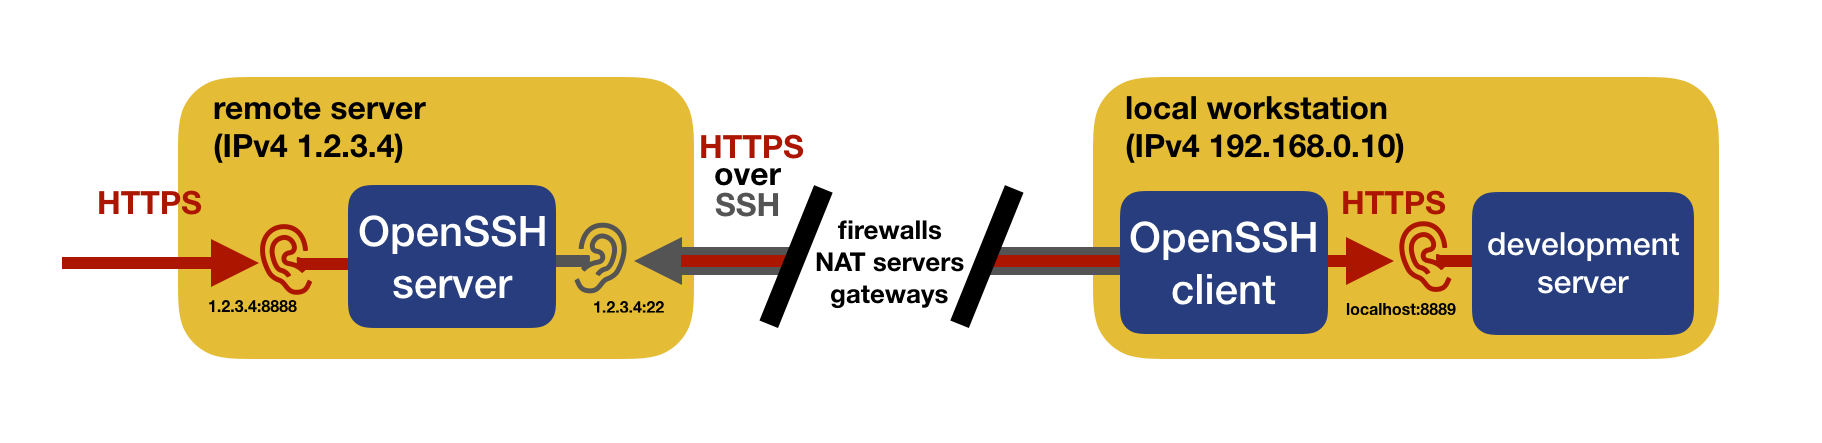 remote server
(IPv4 1.2.3.4)
HTTPS
1.2.3.4:8888
OpenSSH
server
1.2.3.4:22
HTTPS
over
SSH
firewalls
NAT servers
gateways
local workstation
(IPv4 192.168.0.10)
OpenSSH
client
HTTPS
localhost:8889
development
server